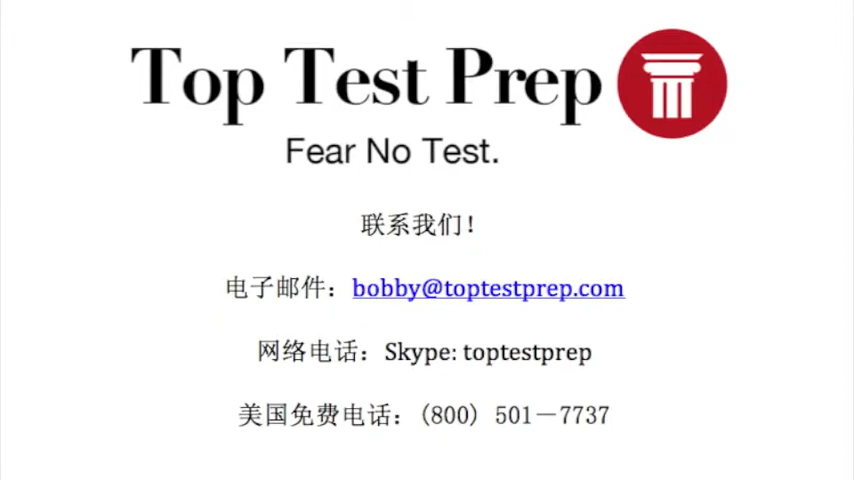 Top Test Prep
Fear No Test.
联系我们！
电子邮件：bobby@toptestprep.com
网络电话：Skype: toptestprep
美国免费电话：(800) 501－7737